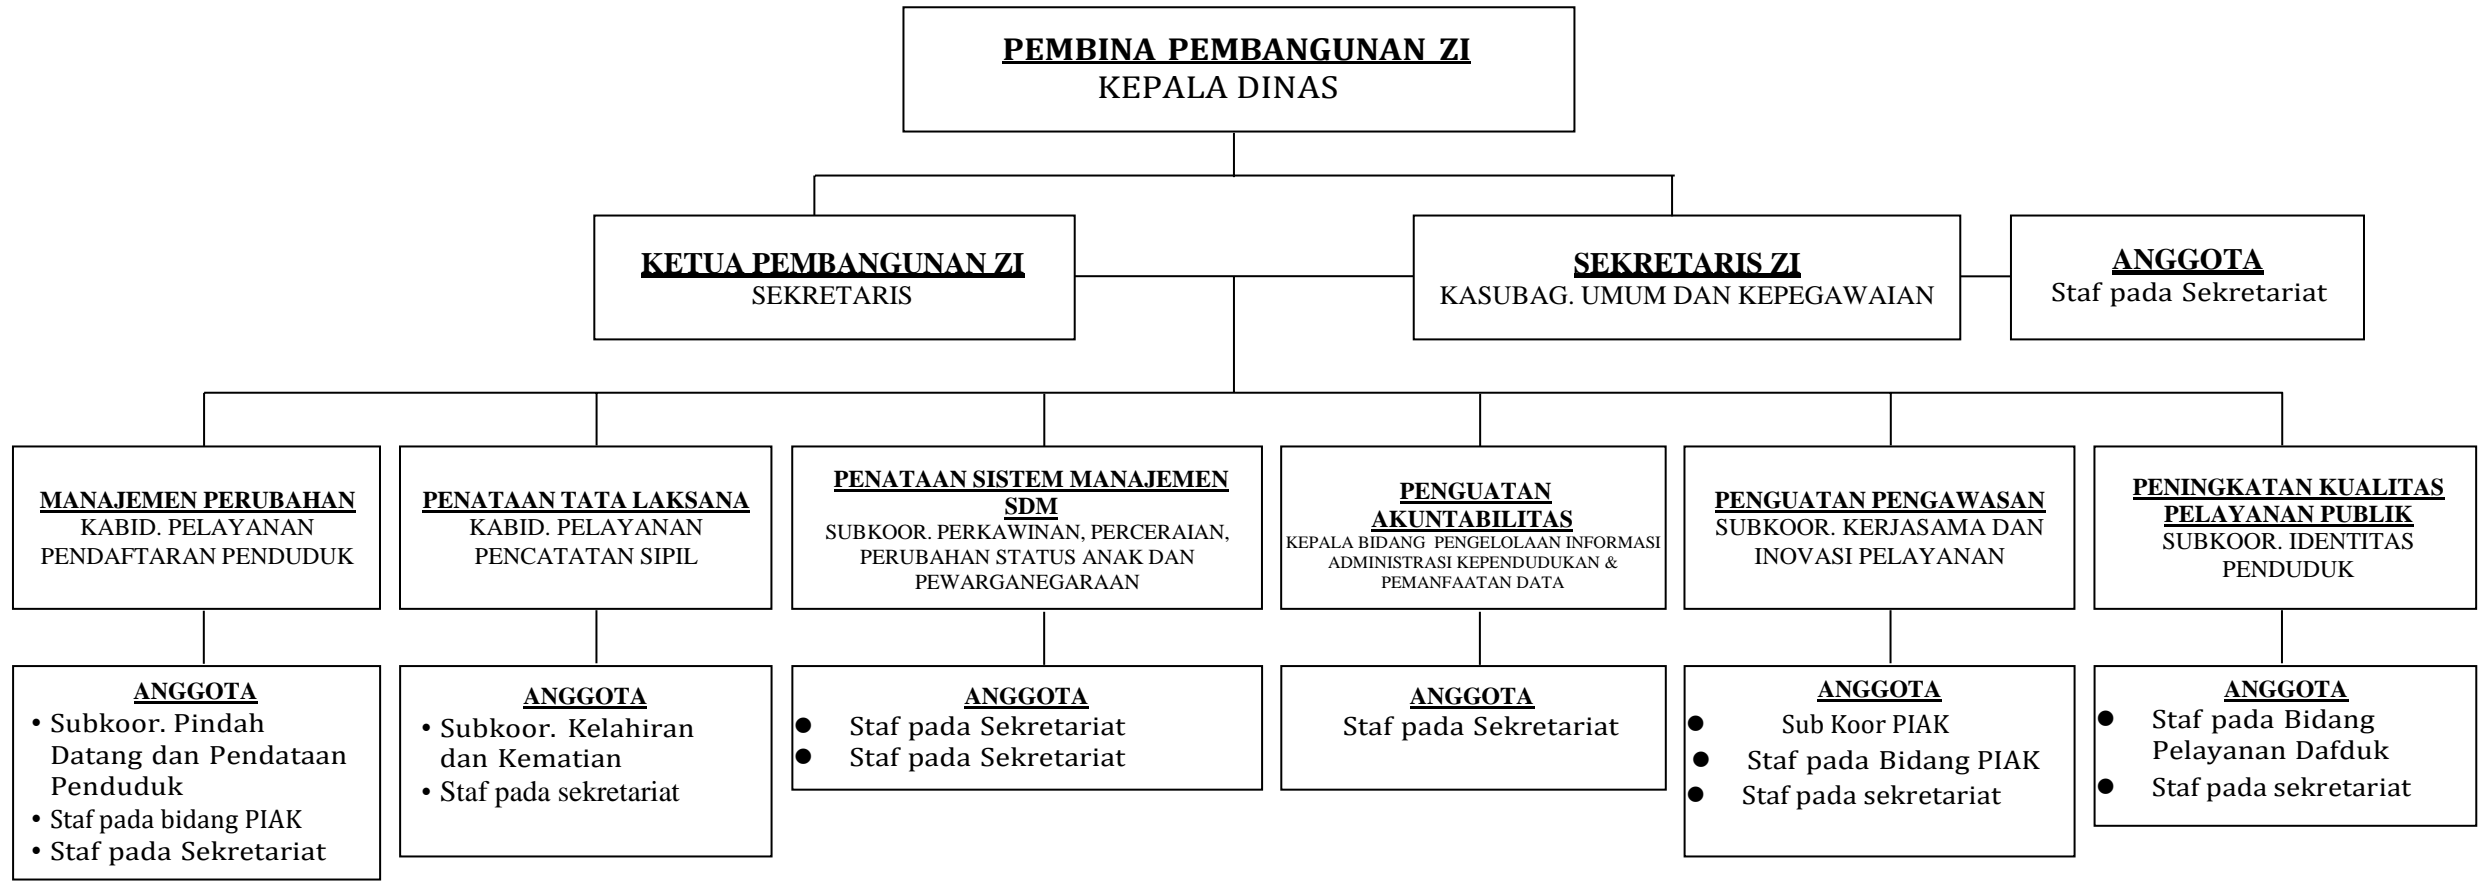 PEMBINA PEMBANGUNAN ZI
KEPALA DINAS
KETUA PEMBANGUNAN ZI
SEKRETARIS
SEKRETARIS ZI
KASUBAG. UMUM DAN KEPEGAWAIAN
ANGGOTA
Staf pada Sekretariat
MANAJEMEN PERUBAHAN
KABID. PELAYANAN
PENDAFTARAN PENDUDUK
PENATAAN TATA LAKSANA
KABID. PELAYANAN
PENCATATAN SIPIL
PENATAAN SISTEM MANAJEMEN
SDM
SUBKOOR. PERKAWINAN, PERCERAIAN,
PERUBAHAN STATUS ANAK DAN
PEWARGANEGARAAN
PENGUATAN
AKUNTABILITAS
KEPALA BIDANG PENGELOLAAN INFORMASI
ADMINISTRASI KEPENDUDUKAN &
PEMANFAATAN DATA
PENGUATAN PENGAWASAN
SUBKOOR. KERJASAMA DAN
INOVASI PELAYANAN
PENINGKATAN KUALITAS
PELAYANAN PUBLIK
SUBKOOR. IDENTITAS
PENDUDUK
ANGGOTA
• Subkoor. Pindah
Datang dan Pendataan
Penduduk
• Staf pada bidang PIAK
• Staf pada Sekretariat
ANGGOTA
• Subkoor. Kelahiran
dan Kematian
• Staf pada sekretariat
ANGGOTA
● Staf pada Sekretariat
● Staf pada Sekretariat
ANGGOTA
Staf pada Sekretariat
ANGGOTA
● Sub Koor PIAK
● Staf pada Bidang PIAK
● Staf pada sekretariat
ANGGOTA
● Staf pada Bidang
Pelayanan Dafduk
● Staf pada sekretariat